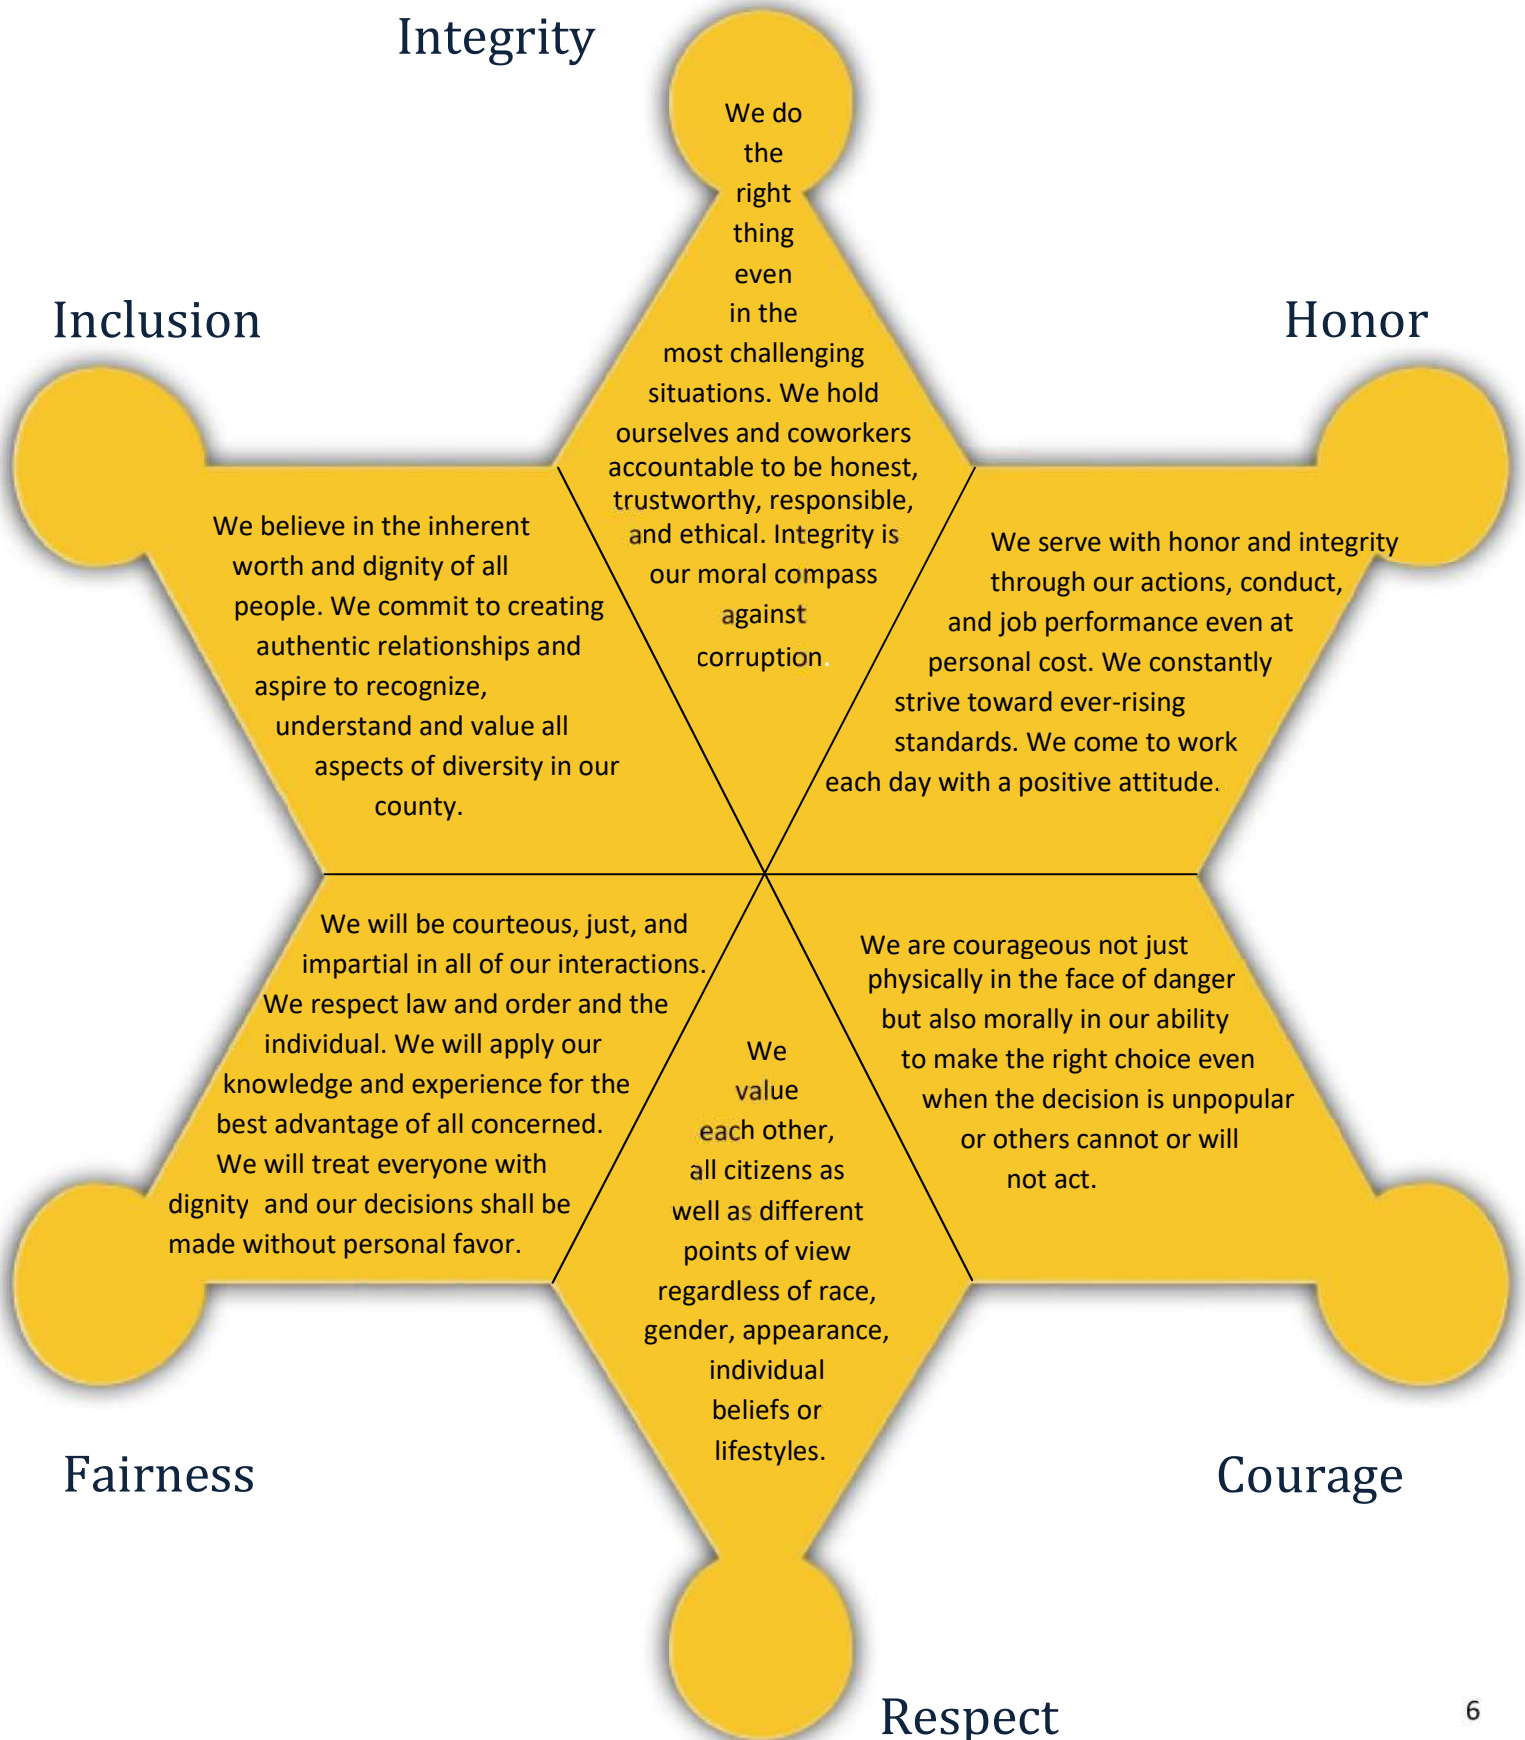 Integrity
We do
the
right
thing
even
in the
most challenging
situations. We hold
ourselves and coworkers
accountable to be honest,
trustworthy, responsible,
and ethical. Integrity is
our moral compass
against
corruption.
Honor
We serve with honor and integrity
through our actions, conduct,
and job performance even at
personal cost. We constantly
strive toward ever-rising
standards. We come to work
each day with a positive attitude.
Inclusion
We believe in the inherent
worth and dignity of all
people. We commit to creating
authentic relationships and
aspire to recognize,
understand and value all
aspects of diversity in our
county.
We will be courteous, just, and
impartial in all of our interactions.
We respect law and order and the
individual. We will apply our
knowledge and experience for the
best advantage of all concerned.
We will treat everyone with
dignity and our decisions shall be
made without personal favor.
Fairness
We
value
each other,
all citizens as
well as different
points of view
regardless of race,
gender, appearance,
individual
beliefs or
lifestyles.
Respect
We are courageous not just
physically in the face of danger
but also morally in our ability
to make the right choice even
when the decision is unpopular
or others cannot or will
not act.
Courage
6